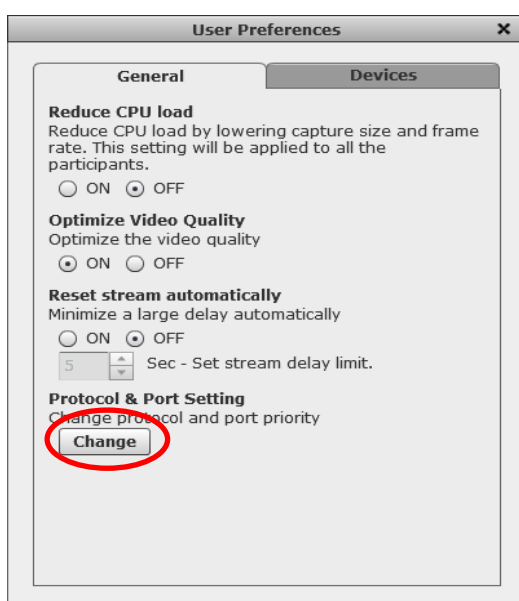 User Preferences
General
Devices
Reduce CPU load
Reduce CPU load by lowering capture size and frame
rate. This setting will be applied to all the
participants.
ON OFF
Optimize Video Quality
Optimize the video quality
ON OFF
Reset stream automatically
Minimize a large delay automatically
ON OFF
5 Sec - Set stream delay limit.
Protocol & Port Setting
Change protocol and port priority
Change